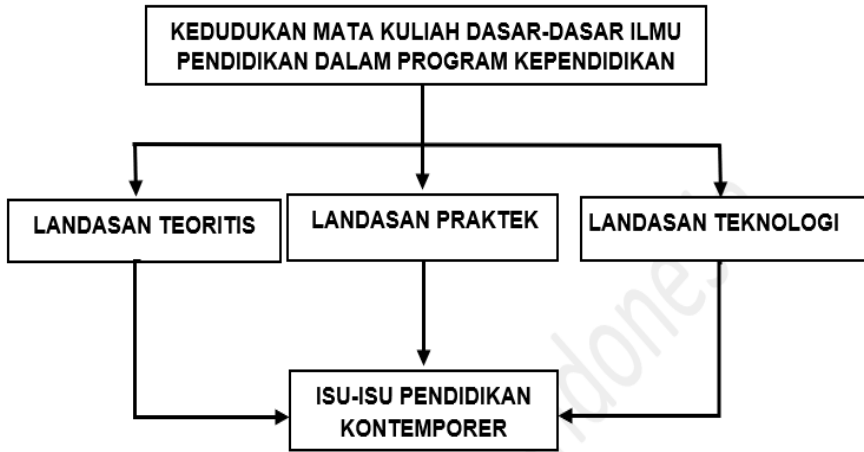 KEDUDUKAN MATA KULIAH DASAR-DASAR ILMU
PENDIDIKAN DALAM PROGRAM KEPENDIDIKAN
LANDASAN TEORITIS
LANDASAN PRAKTEK
LANDASAN TEKNOLOGI
ISU-ISU PENDIDIKAN
KONTEMPORER